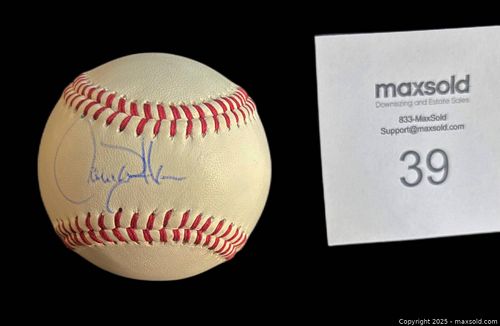 maxsold
Downsizing and Estate Sales
833-MaxSold
Support@maxsold.com
39
Copyright 2025 - maxsold.com